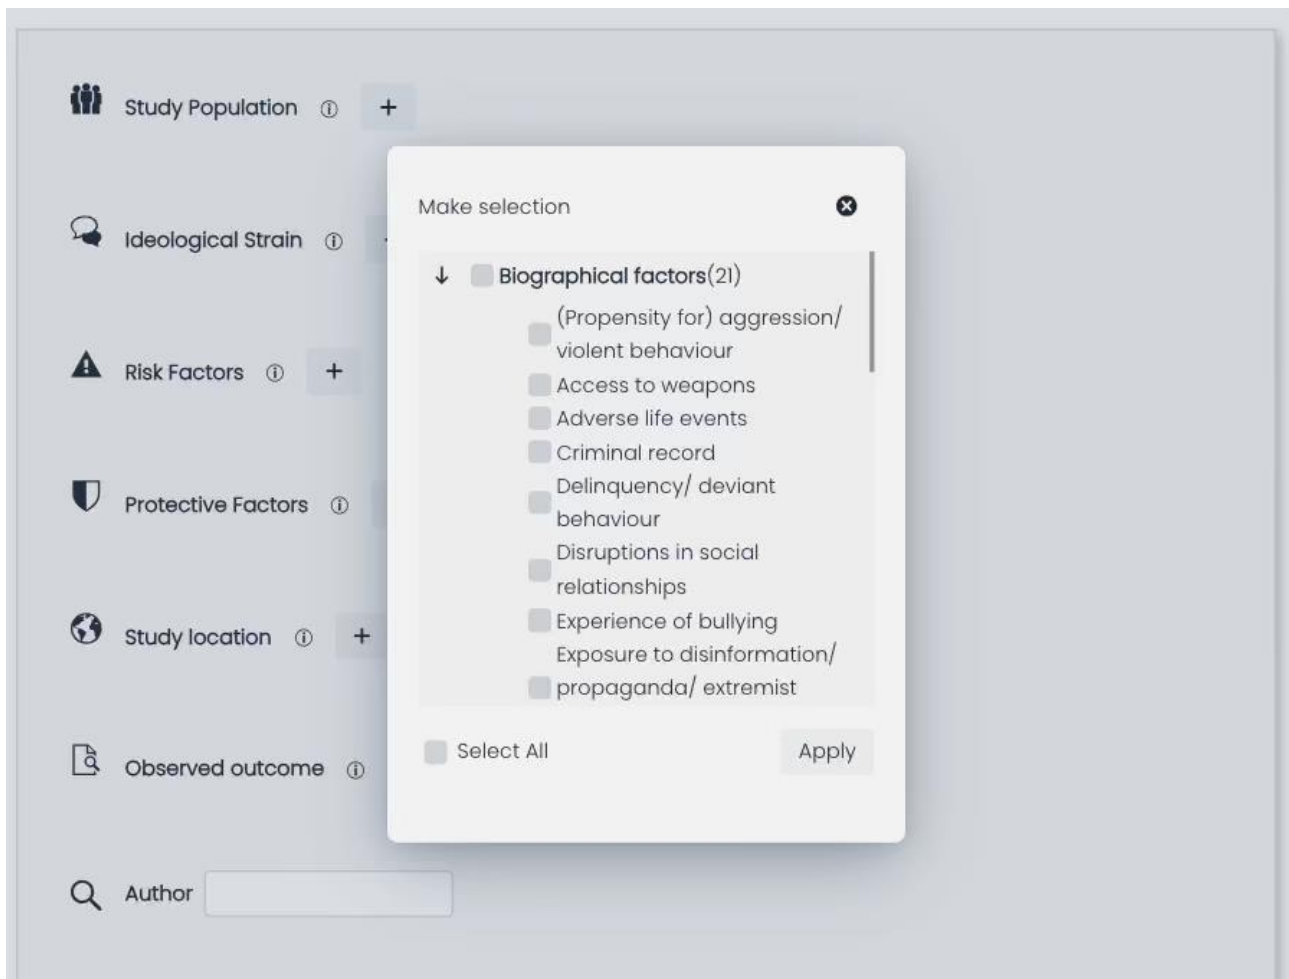 Study Population
Ideological Strain
Risk Factors
Protective Factors
Study location
Observed outcome
Author
Make selection
Biographical factors(21)
(Propensity for) aggression/
violent behaviour
Access to weapons
Adverse life events
Criminal record
Delinquency/ deviant
behaviour
Disruptions in social
relationships
Experience of bullying
Exposure to disinformation/
propaganda/ extremist
Select All
Apply